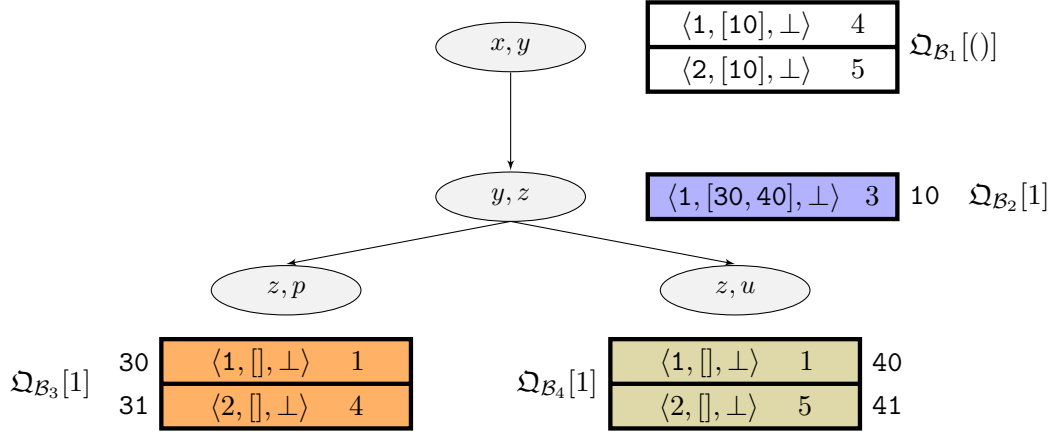 x, y
⟨1, [10], ⊥⟩ 4
⟨2, [10], ⊥⟩ 5
𝔔_{ℬ₁}[()]
y, z
⟨1, [30, 40], ⊥⟩ 3
10
𝔔_{ℬ₂}[1]
z, p
z, u
𝔔_{ℬ₃}[1]
30
⟨1, [], ⊥⟩ 1
31
⟨2, [], ⊥⟩ 4
𝔔_{ℬ₄}[1]
⟨1, [], ⊥⟩ 1
40
⟨2, [], ⊥⟩ 5
41